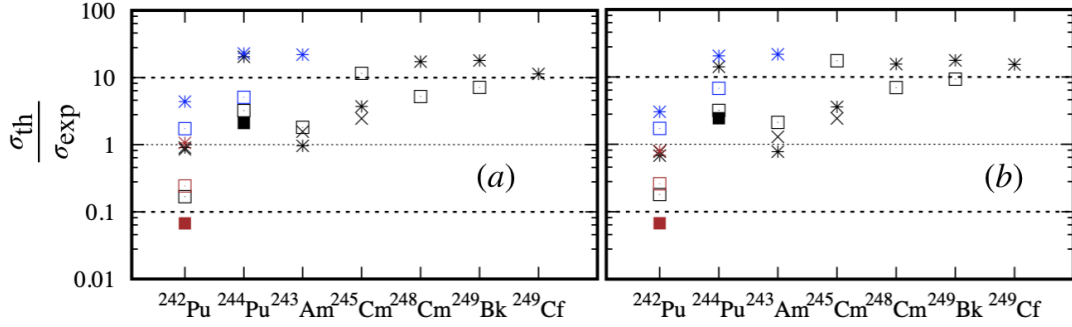 σth
σexp
100
10
1
0.1
0.01
(a)
(b)
²⁴²Pu ²⁴⁴Pu ²⁴³Am ²⁴⁵Cm ²⁴⁸Cm ²⁴⁹Bk ²⁴⁹Cf
²⁴²Pu ²⁴⁴Pu ²⁴³Am ²⁴⁵Cm ²⁴⁸Cm ²⁴⁹Bk ²⁴⁹Cf